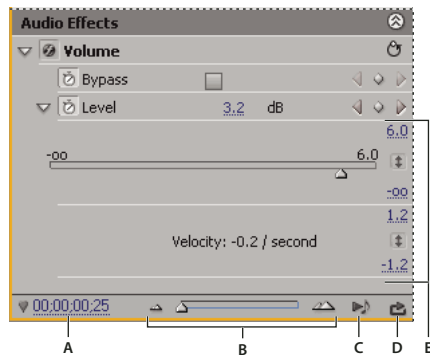 Audio Effects
Volume
Bypass
Level 3.2 dB
6.0
-oo 6.0
-oo
1.2
Velocity: -0.2 / second
-1.2
00;00;00;25
A B C D E